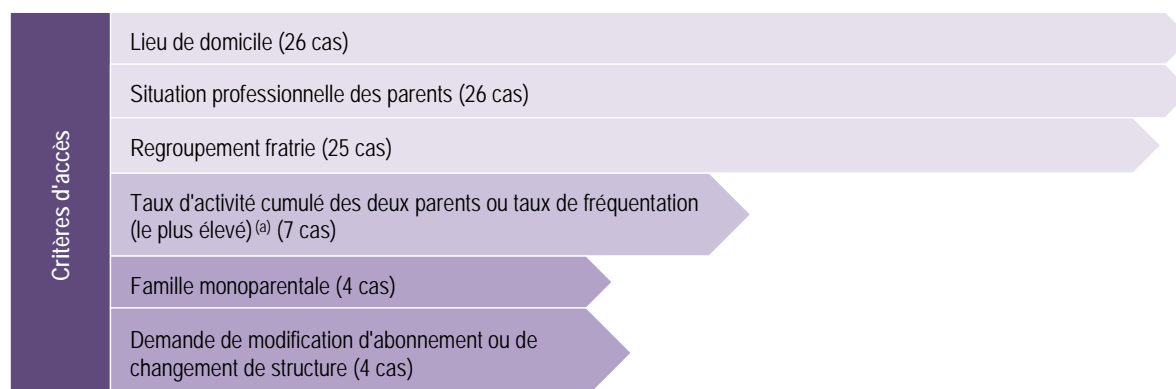 Critères d'accès
Lieu de domicile (26 cas)
Situation professionnelle des parents (26 cas)
Regroupement fratrie (25 cas)
Taux d'activité cumulé des deux parents ou taux de fréquentation
(le plus élevé) (a) (7 cas)
Famille monoparentale (4 cas)
Demande de modification d'abonnement ou de
changement de structure (4 cas)